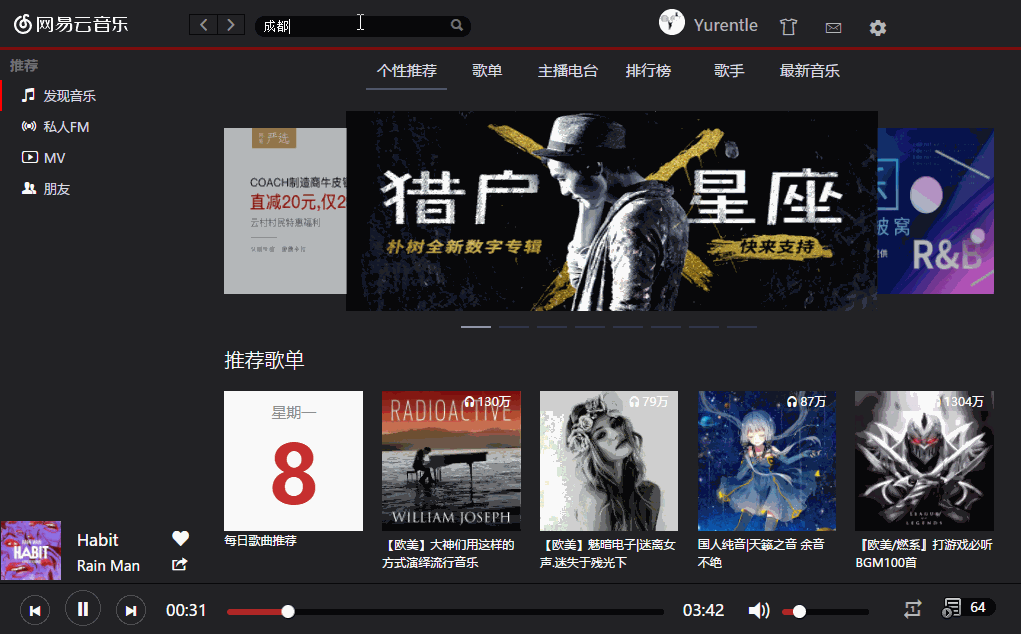 网易云音乐
成都
Yurentle
推荐
发现音乐
私人FM
MV
朋友
个性推荐
歌单
主播电台
排行榜
歌手
最新音乐
严选
COACH制造商牛皮
直减20元,仅2
云村村民特惠福利
猎户
星座
朴树全新数字专辑
快来支持
波窝
R&B
推荐歌单
星期一
8
每日歌曲推荐
130万
RADIOACTIVE
WILLIAM JOSEPH
【欧美】大神们用这样的
方式演绎流行音乐
79万
【欧美】魅暗电子|迷离女
声.迷失于残光下
87万
国人纯音|天籁之音 余音
不绝
1304万
LEAGUE
LEGENDS
『欧美/燃系』打游戏必听
BGM100首
HABIT
Habit
Rain Man
00:31
03:42
1
64